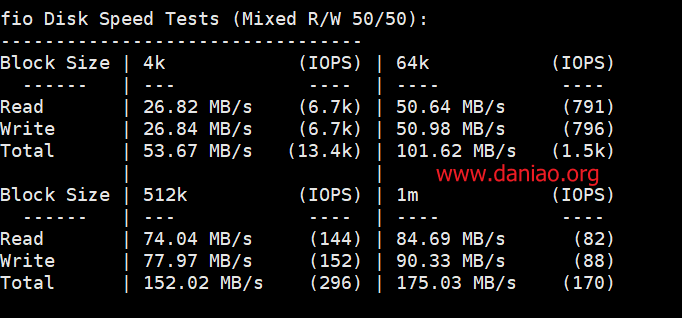 fio Disk Speed Tests (Mixed R/W 50/50):
---------------------------------
Block Size | 4k            (IOPS) | 64k           (IOPS)
  ------   | ---            ----  | ----           ----
Read       | 26.82 MB/s    (6.7k) | 50.64 MB/s     (791)
Write      | 26.84 MB/s    (6.7k) | 50.98 MB/s     (796)
Total      | 53.67 MB/s   (13.4k) | 101.62 MB/s   (1.5k)
           |                      |
www.daniao.org
Block Size | 512k          (IOPS) | 1m            (IOPS)
  ------   | ---            ----  | ----           ----
Read       | 74.04 MB/s     (144) | 84.69 MB/s      (82)
Write      | 77.97 MB/s     (152) | 90.33 MB/s      (88)
Total      | 152.02 MB/s    (296) | 175.03 MB/s    (170)